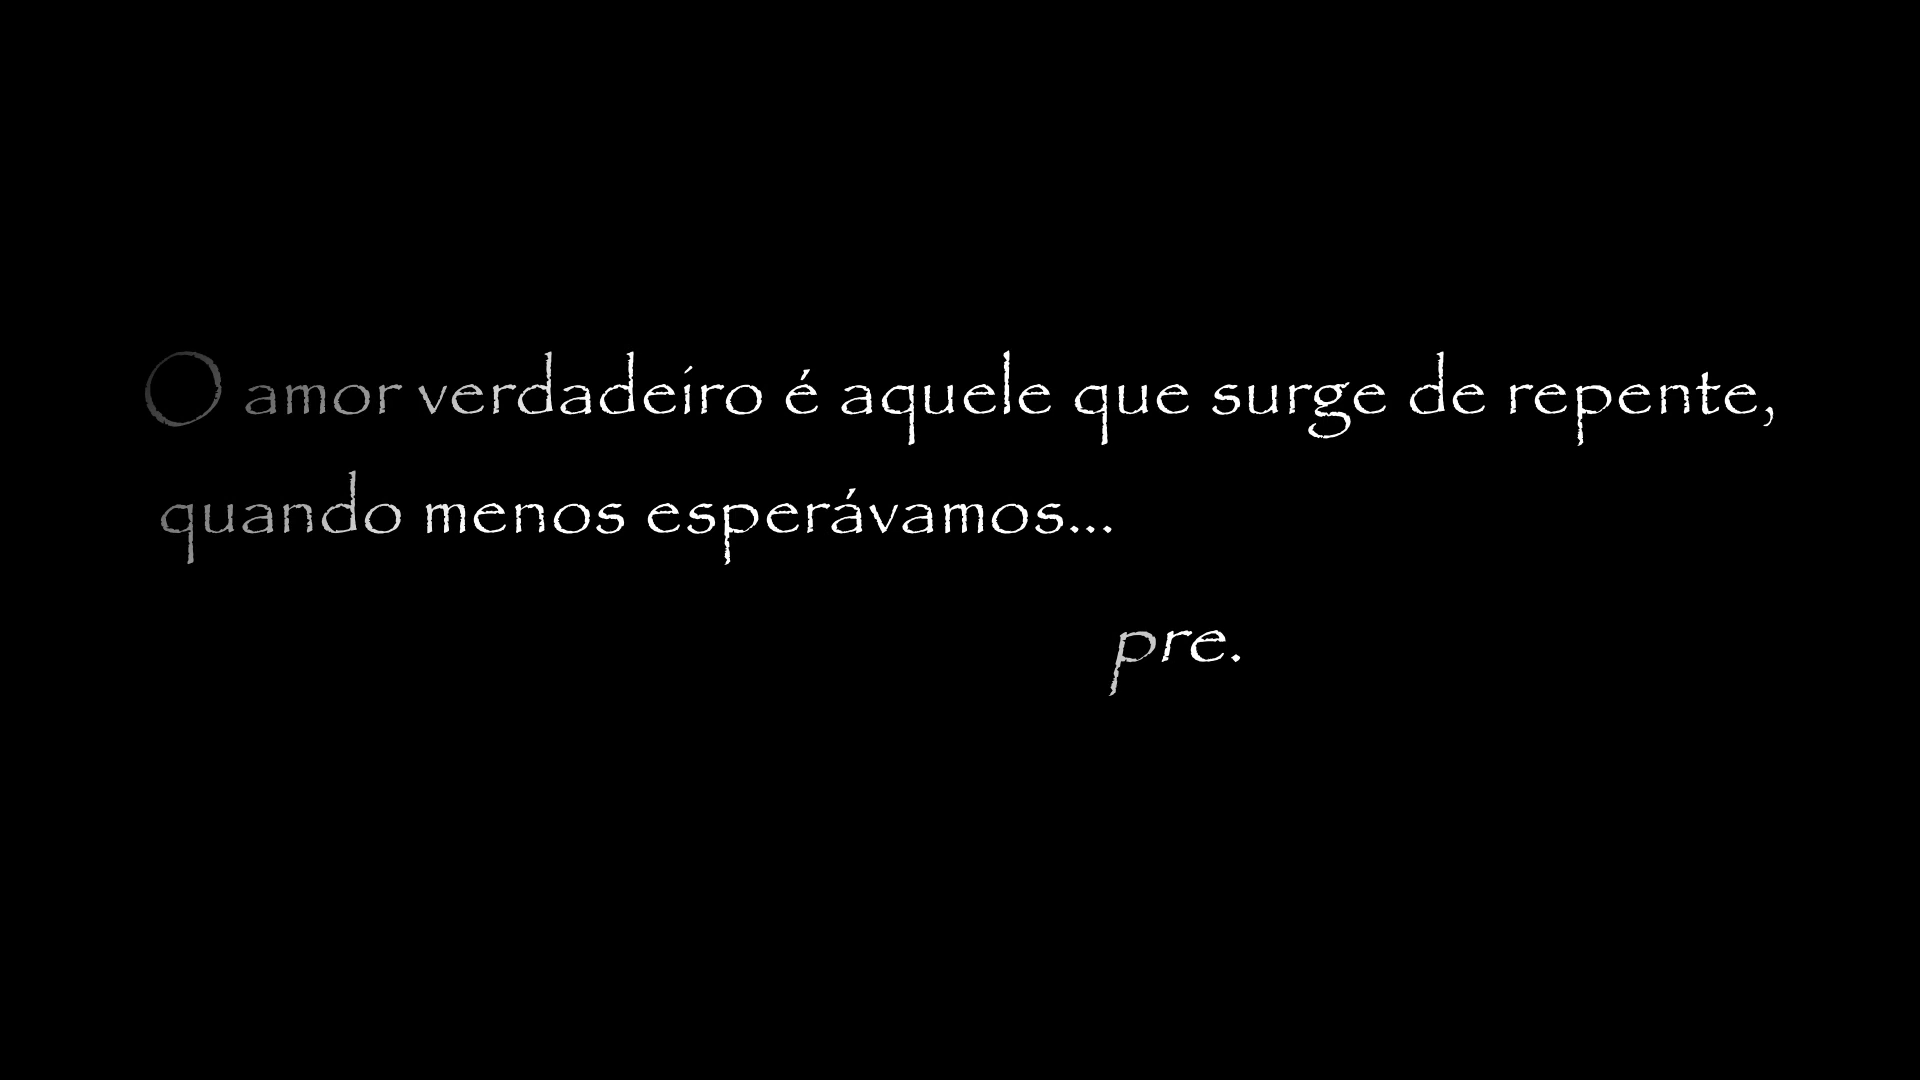 O amor verdadeiro é aquele que surge de repente,
quando menos esperávamos...
pre.